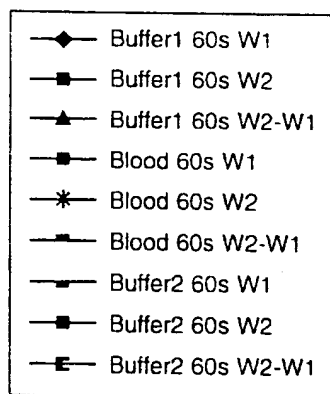 Buffer1 60s W1
Buffer1 60s W2
Buffer1 60s W2-W1
Blood 60s W1
Blood 60s W2
Blood 60s W2-W1
Buffer2 60s W1
Buffer2 60s W2
Buffer2 60s W2-W1